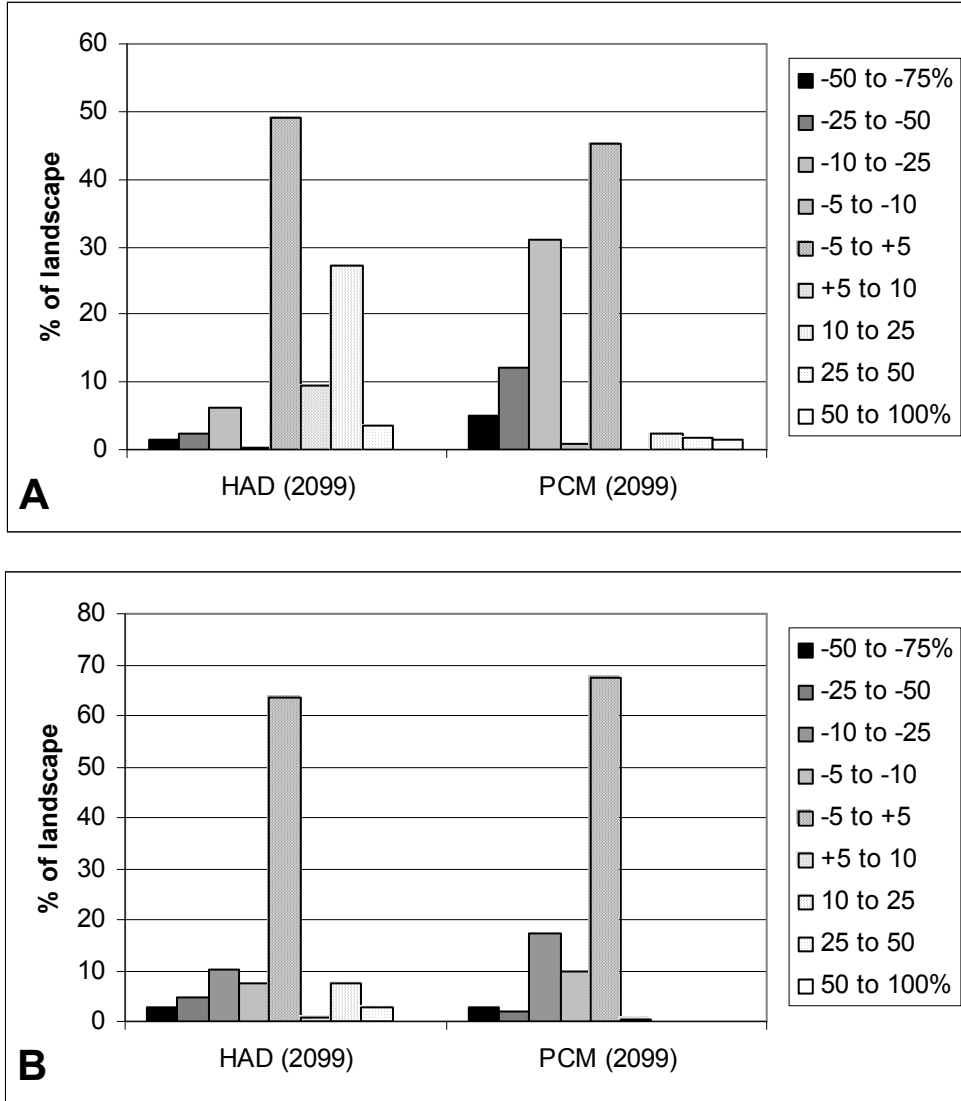 60
50
40
30
20
10
0
% of landscape
HAD (2099)
PCM (2099)
-50 to -75%
-25 to -50
-10 to -25
-5 to -10
-5 to +5
+5 to 10
10 to 25
25 to 50
50 to 100%
A
80
70
60
50
40
30
20
10
0
% of landscape
HAD (2099)
PCM (2099)
-50 to -75%
-25 to -50
-10 to -25
-5 to -10
-5 to +5
+5 to 10
10 to 25
25 to 50
50 to 100%
B